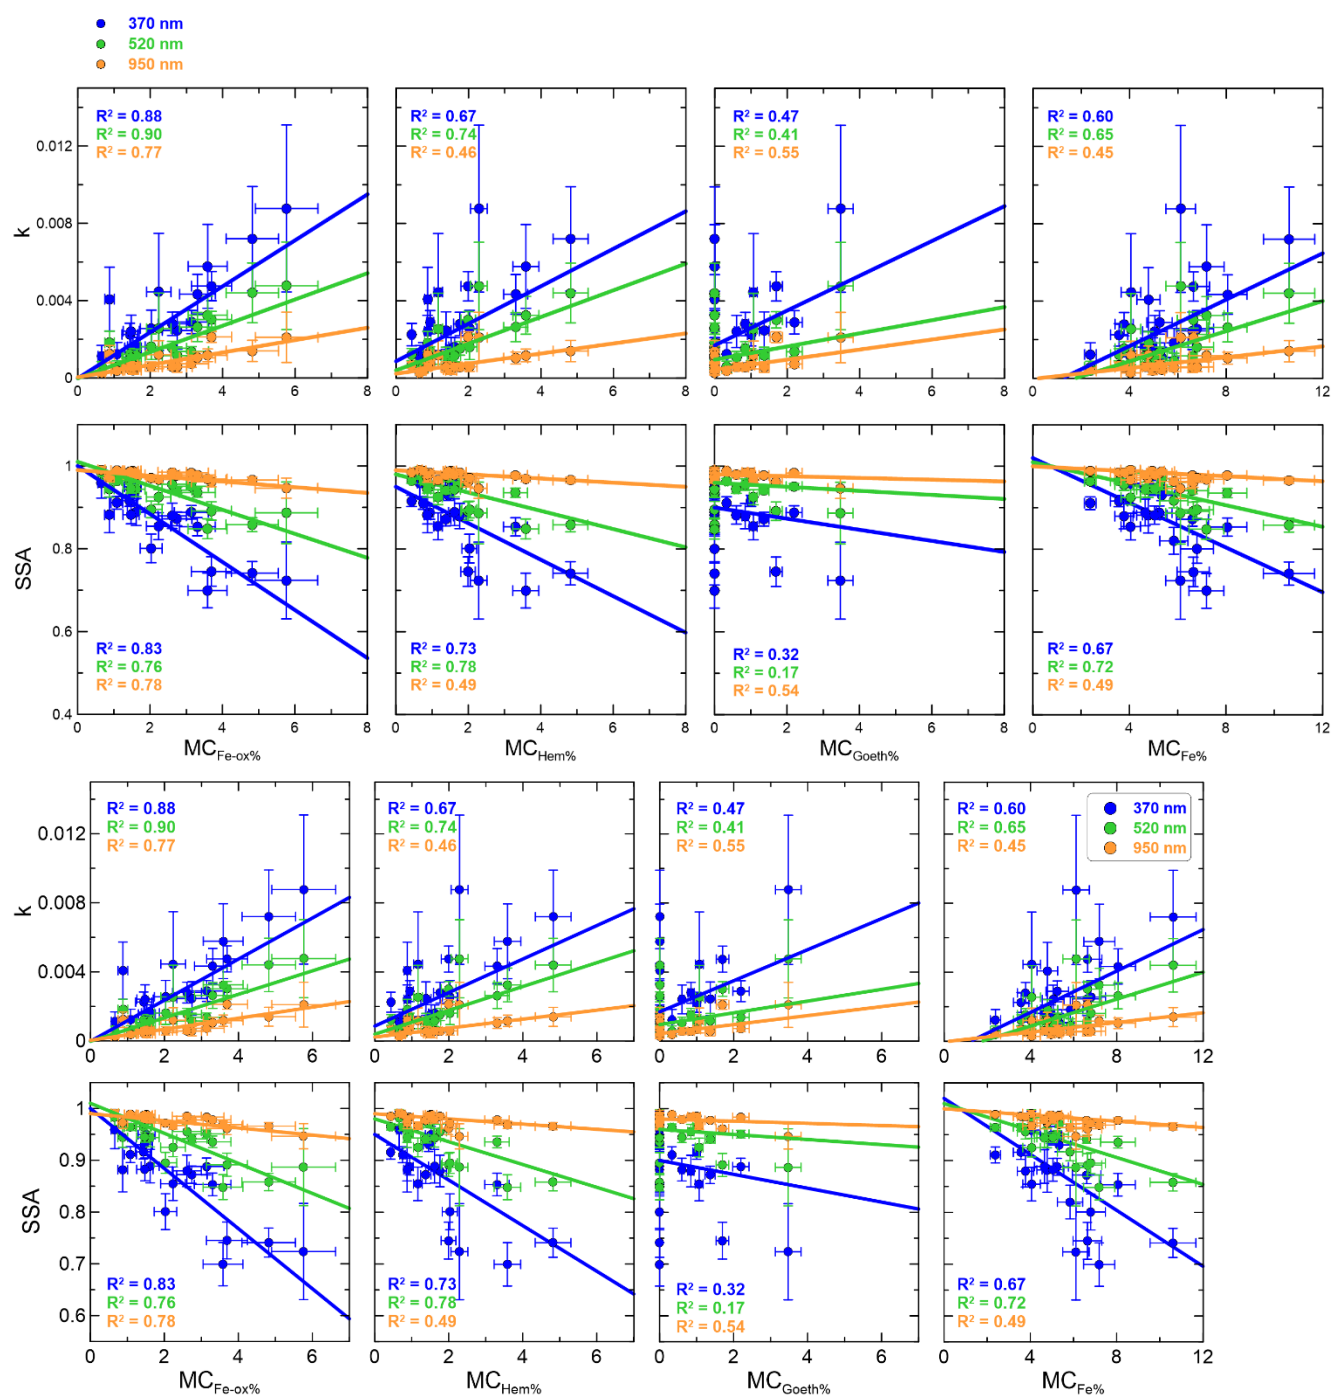 370 nm
520 nm
950 nm
R² = 0.88
R² = 0.90
R² = 0.77
R² = 0.67
R² = 0.74
R² = 0.46
R² = 0.47
R² = 0.41
R² = 0.55
R² = 0.60
R² = 0.65
R² = 0.45
0.012
0.008
0.004
0
k
0 2 4 6 8
0 2 4 6 8
0 2 4 6 8
0 4 8 12
1
0.8
0.6
0.4
SSA
R² = 0.83
R² = 0.76
R² = 0.78
R² = 0.73
R² = 0.78
R² = 0.49
R² = 0.32
R² = 0.17
R² = 0.54
R² = 0.67
R² = 0.72
R² = 0.49
0 2 4 6 8
0 2 4 6 8
0 2 4 6 8
0 4 8 12
MCFe-ox%
MCHem%
MCGoeth%
MCFe%
R² = 0.88
R² = 0.90
R² = 0.77
R² = 0.67
R² = 0.74
R² = 0.46
R² = 0.47
R² = 0.41
R² = 0.55
R² = 0.60
R² = 0.65
R² = 0.45
370 nm
520 nm
950 nm
0.012
0.008
0.004
0
k
0 2 4 6
0 2 4 6
0 2 4 6
0 4 8 12
1
0.9
0.8
0.7
0.6
SSA
R² = 0.83
R² = 0.76
R² = 0.78
R² = 0.73
R² = 0.78
R² = 0.49
R² = 0.32
R² = 0.17
R² = 0.54
R² = 0.67
R² = 0.72
R² = 0.49
0 2 4 6
0 2 4 6
0 2 4 6
0 4 8 12
MCFe-ox%
MCHem%
MCGoeth%
MCFe%